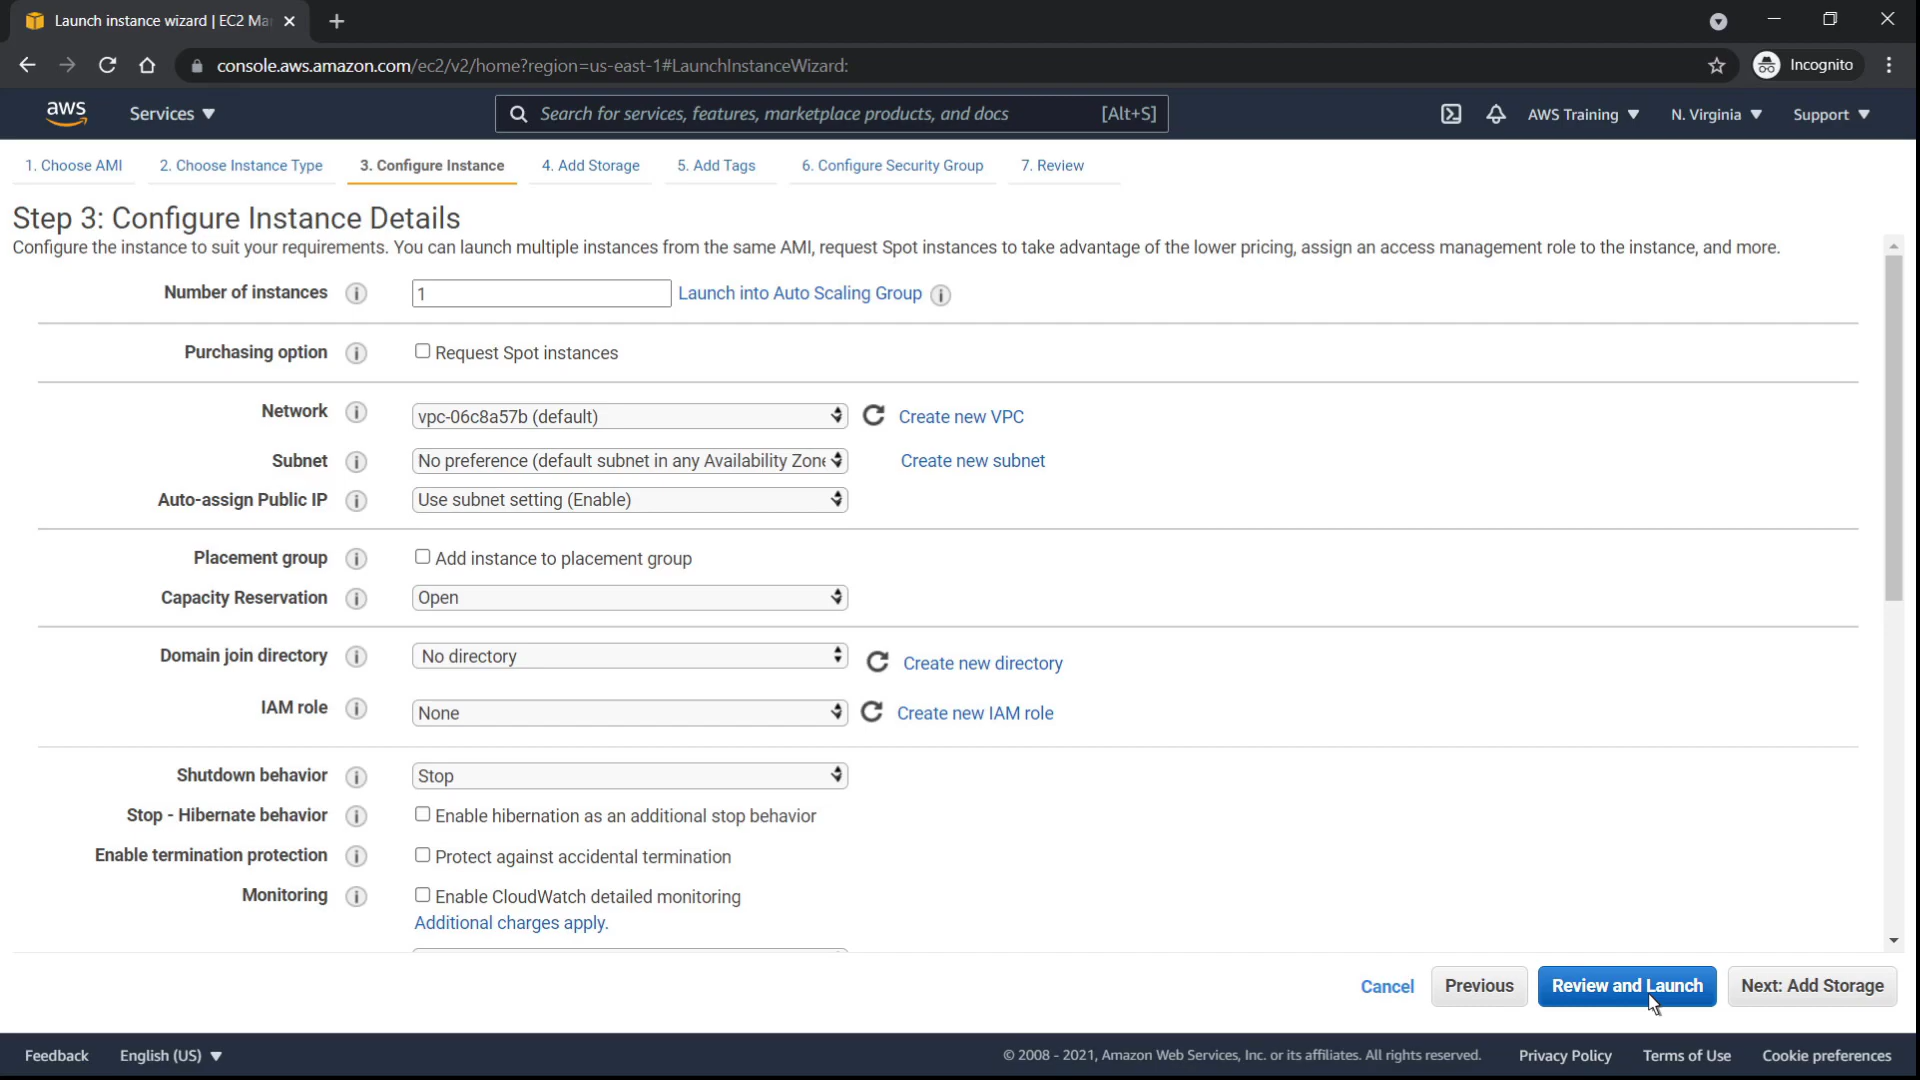 Launch instance wizard | EC2 Ma
console.aws.amazon.com/ec2/v2/home?region=us-east-1#LaunchInstanceWizard:
Incognito
aws
Services
Search for services, features, marketplace products, and docs
[Alt+S]
AWS Training
N. Virginia
Support
1. Choose AMI
2. Choose Instance Type
3. Configure Instance
4. Add Storage
5. Add Tags
6. Configure Security Group
7. Review
Step 3: Configure Instance Details
Configure the instance to suit your requirements. You can launch multiple instances from the same AMI, request Spot instances to take advantage of the lower pricing, assign an access management role to the instance, and more.
Number of instances
1
Launch into Auto Scaling Group
Purchasing option
Request Spot instances
Network
vpc-06c8a57b (default)
Create new VPC
Subnet
No preference (default subnet in any Availability Zone
Create new subnet
Auto-assign Public IP
Use subnet setting (Enable)
Placement group
Add instance to placement group
Capacity Reservation
Open
Domain join directory
No directory
Create new directory
IAM role
None
Create new IAM role
Shutdown behavior
Stop
Stop - Hibernate behavior
Enable hibernation as an additional stop behavior
Enable termination protection
Protect against accidental termination
Monitoring
Enable CloudWatch detailed monitoring
Additional charges apply.
Cancel
Previous
Review and Launch
Next: Add Storage
Feedback
English (US)
© 2008 - 2021, Amazon Web Services, Inc. or its affiliates. All rights reserved.
Privacy Policy
Terms of Use
Cookie preferences